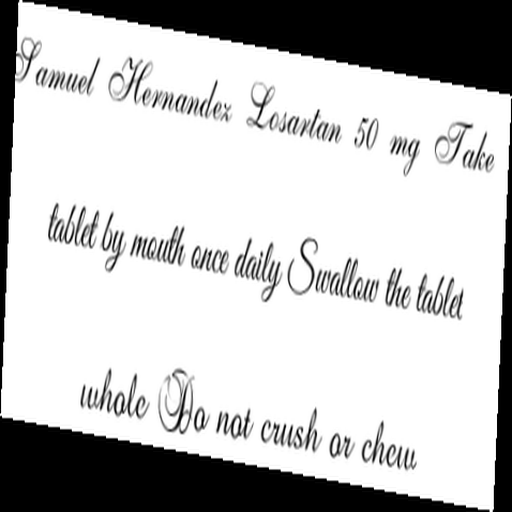 Samuel Hernandez Losartan 50 mg Take
tablet by mouth once daily Swallow the tablet
whole Do not crush or chew